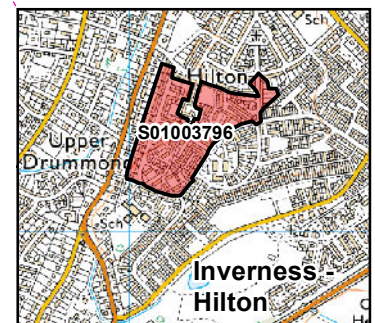 Sch
Hilton
S01003796
Upper
Drummond
Sch
Inverness -
Hilton